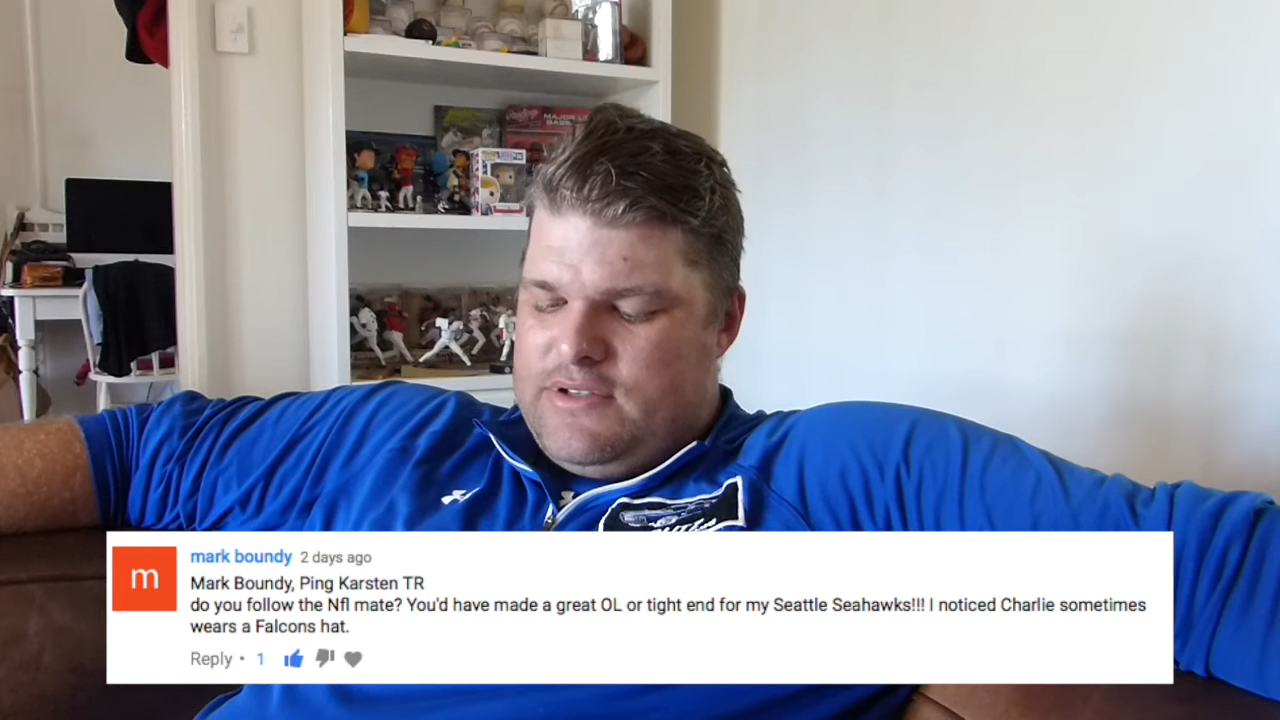 MAJOR
mark boundy 2 days ago
Mark Boundy, Ping Karsten TR
do you follow the Nfl mate? You'd have made a great OL or tight end for my Seattle Seahawks!!! I noticed Charlie sometimes
wears a Falcons hat.
Reply • 1
m